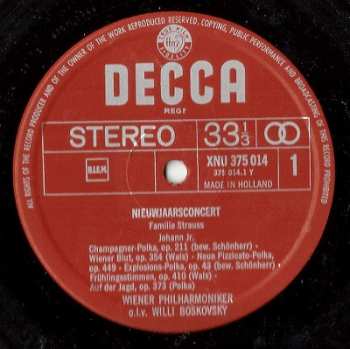 ALL RIGHTS OF THE RECORD PRODUCER AND OF THE OWNER OF THE WORK REPRODUCED RESERVED. UNAUTHORIZED COPYING, PUBLIC PERFORMANCE AND BROADCASTING OF THIS RECORD PROHIBITED
DECCA
REG?
STEREO
33 1/3
B.I.E.M.
XNU 375 014
375 014.1 Y
MADE IN HOLLAND
1
NIEUWJAARSCONCERT
Familie Strauss
Johann Jr.
Champagner-Polka, op. 211 (bew. Schönherr) -
Wiener Blut, op. 354 (Wals) - Neue Pizzicato-Polka,
op. 449 - Explosions-Polka, op. 43 (bew. Schönherr) -
Frühlingsstimmen, op. 410 (Wals) -
Auf der Jagd, op. 373 (Polka)
WIENER PHILHARMONIKER
o.l.v. WILLI BOSKOVSKY